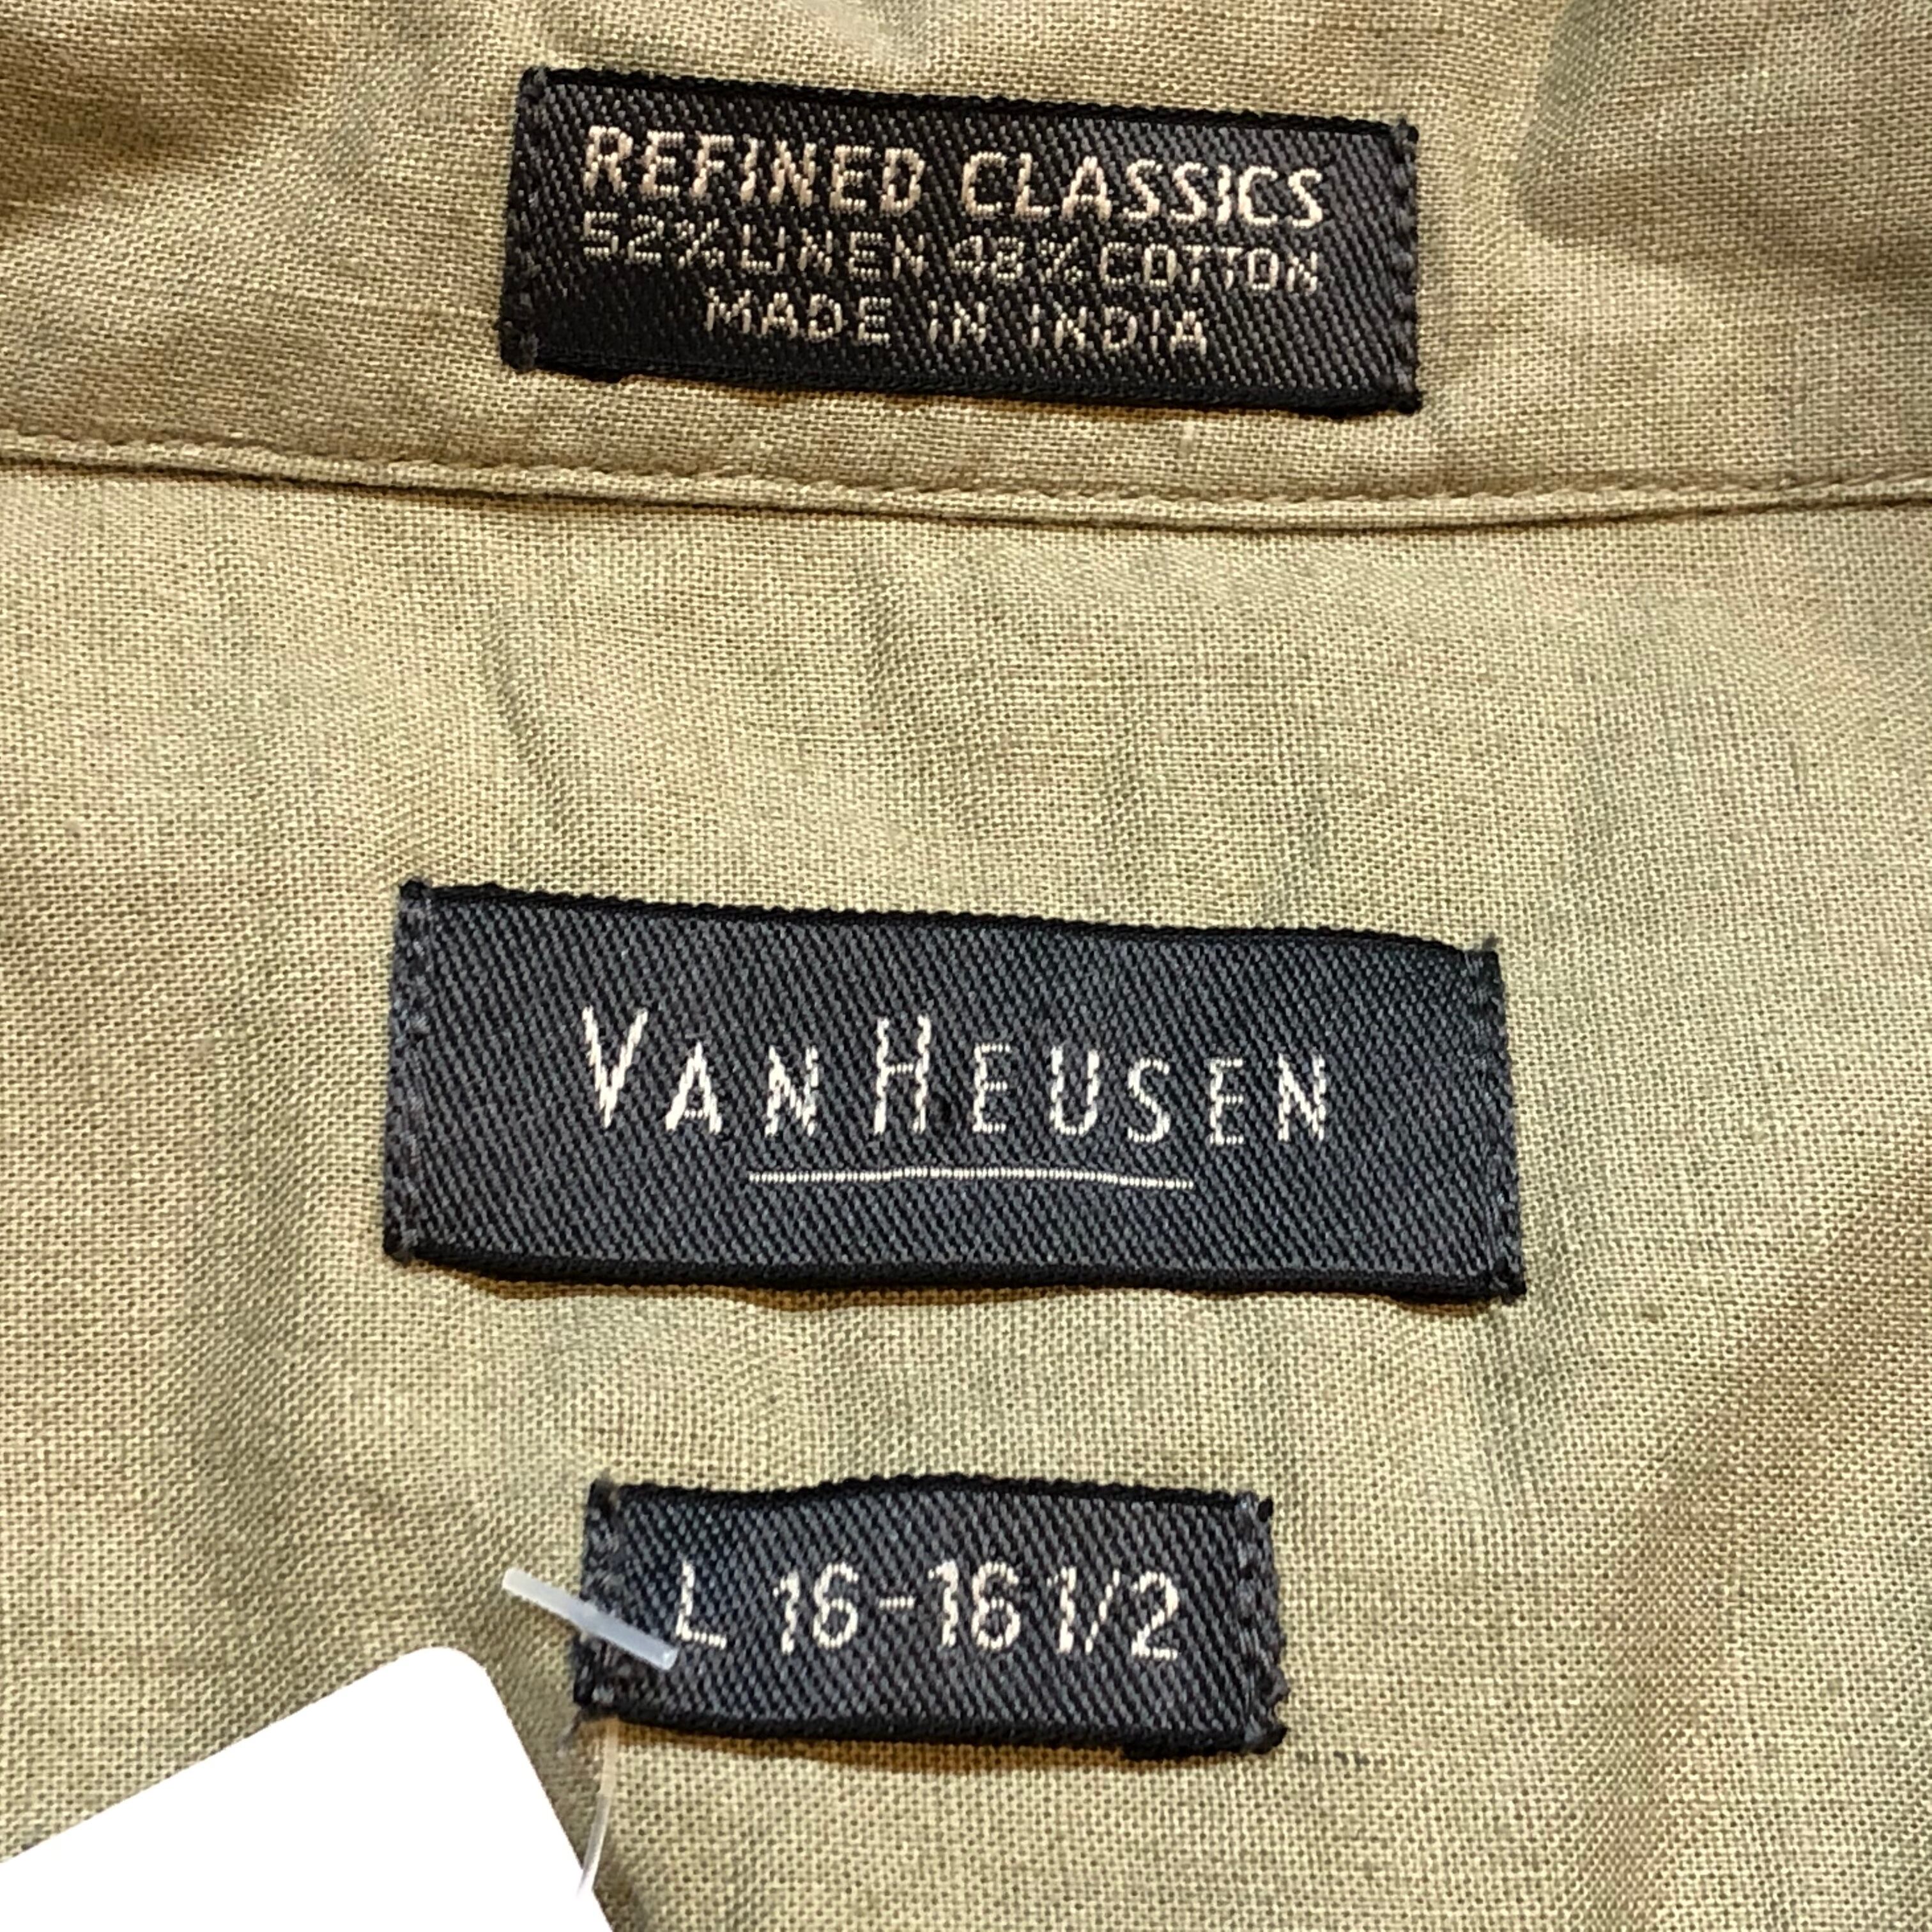 REFINED CLASSICS
52% LINEN 48% COTTON
MADE IN INDIA
VAN HEUSEN
L 16-16 1/2